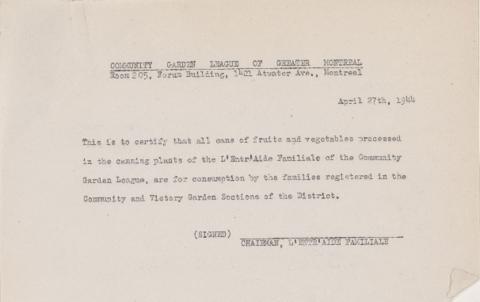 COMMUNITY GARDEN LEAGUE OF GREATER MONTREAL
Room 205, Forum Building, 1421 Atwater Ave., Montreal
April 27th, 1944
This is to certify that all cans of fruits and vegetables processed
in the canning plants of the L'Entr'Aide Familiale of the Community
Garden League, are for consumption by the families registered in the
Community and Victory Garden Sections of the District.
(SIGNED)
CHAIRMAN, L'ENTR'AIDE FAMILIALE